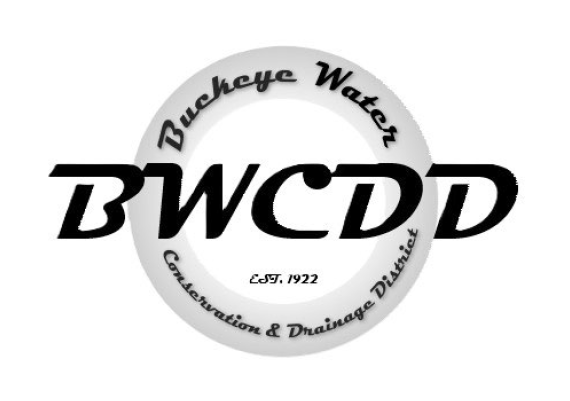 Buckeye Water
BWCDD
EST. 1922
Conservation & Drainage District